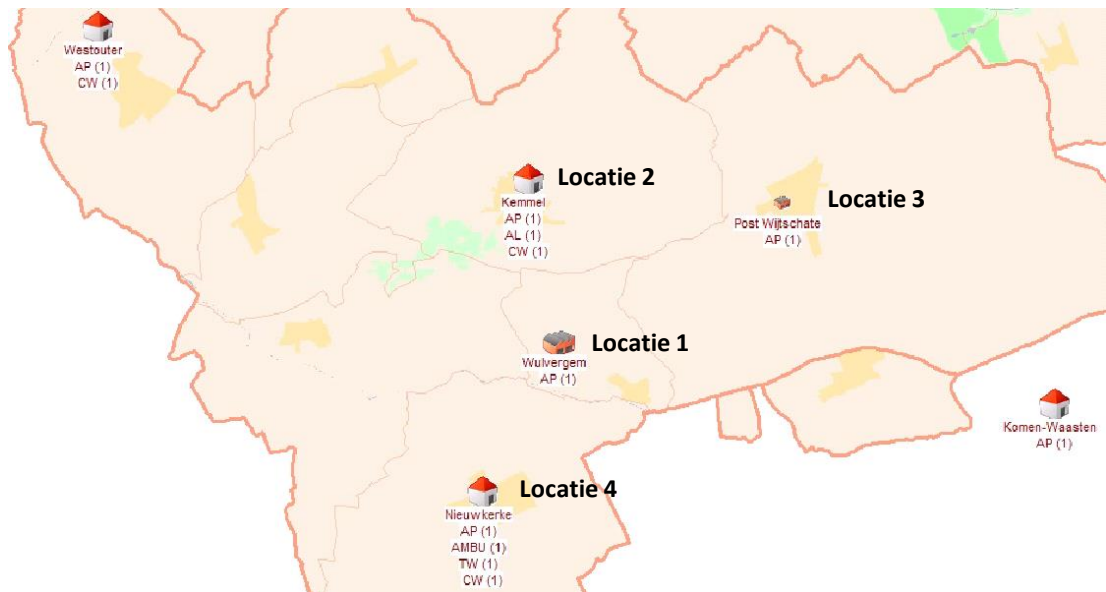 Westouter
AP (1)
CW (1)
Locatie 2
Kemmel
AP (1)
AL (1)
CW (1)
Locatie 3
Post Wijtschate
AP (1)
Locatie 1
Wulvergem
AP (1)
Komen-Waasten
AP (1)
Locatie 4
Nieuwkerke
AP (1)
AMBU (1)
TW (1)
CW (1)